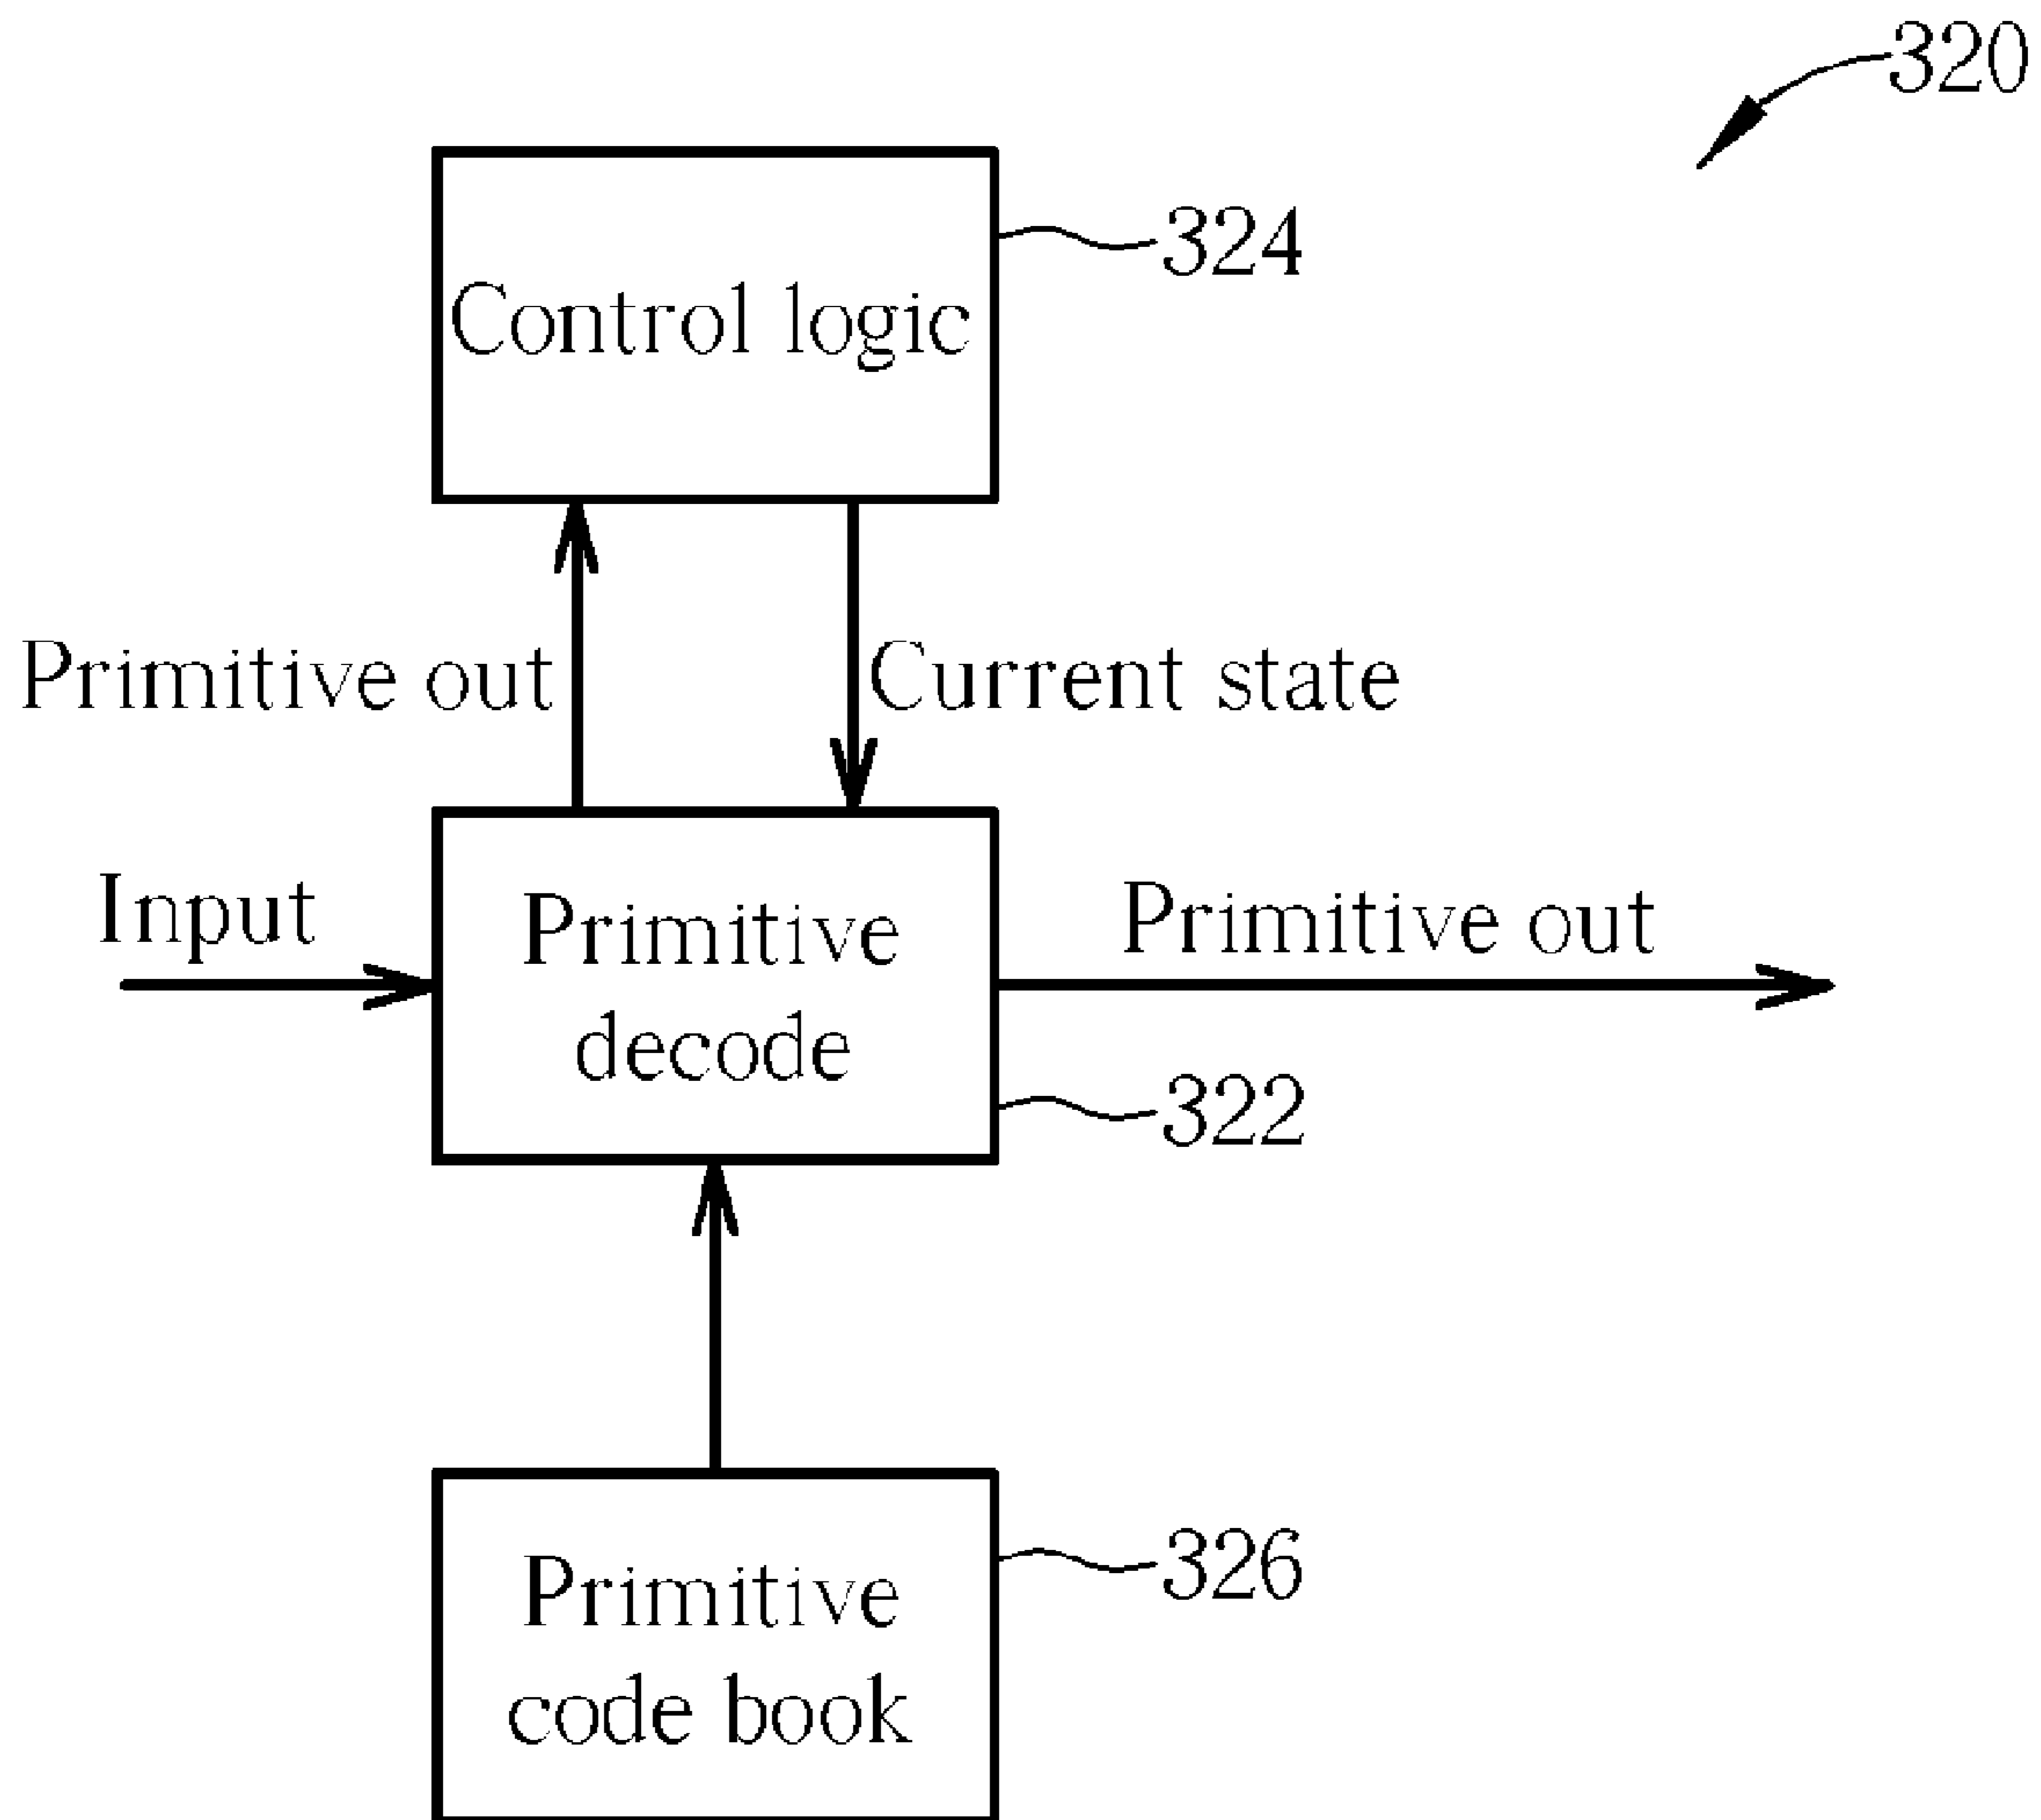 320
324
Control logic
Primitive out
Current state
Input
Primitive
decode
Primitive out
322
326
Primitive
code book